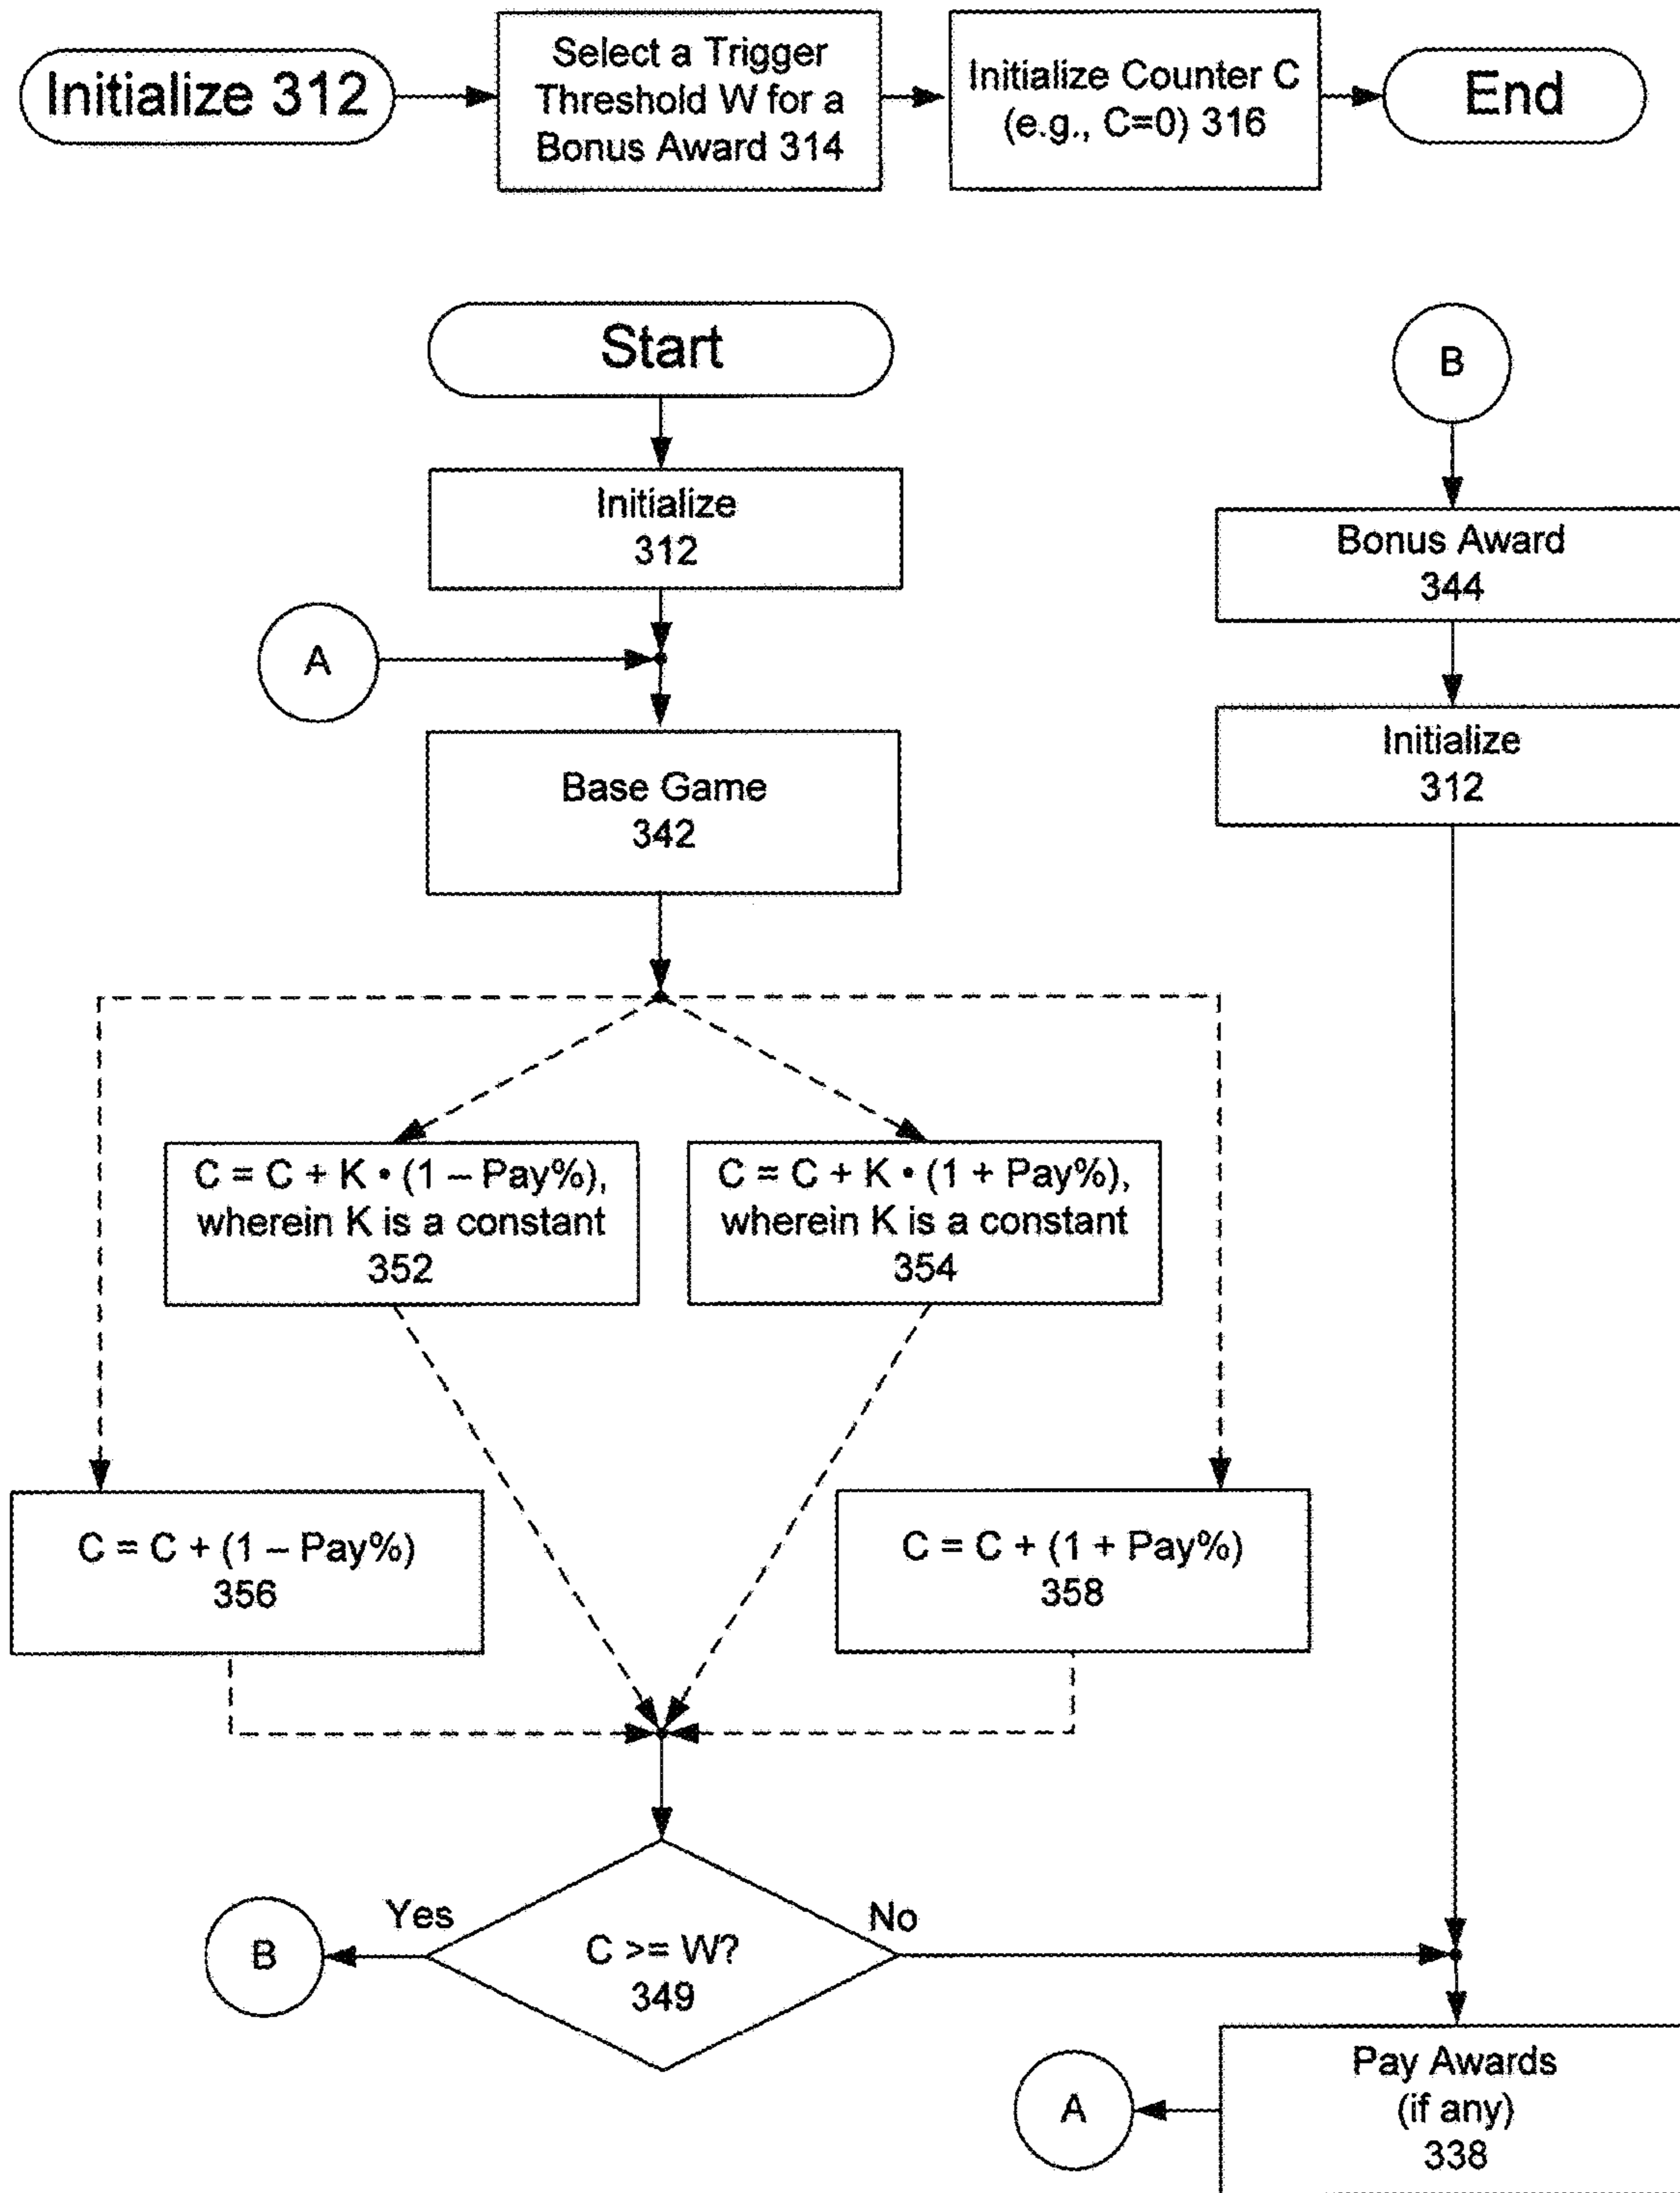 Initialize 312
Select a Trigger
Threshold W for a
Bonus Award 314
Initialize Counter C
(e.g., C=0) 316
End
Start
B
Initialize
312
Bonus Award
344
A
Initialize
312
Base Game
342
C = C + K • (1 – Pay%),
wherein K is a constant
352
C = C + K • (1 + Pay%),
wherein K is a constant
354
C = C + (1 – Pay%)
356
C = C + (1 + Pay%)
358
Yes
No
B
C >= W?
349
A
Pay Awards
(if any)
338